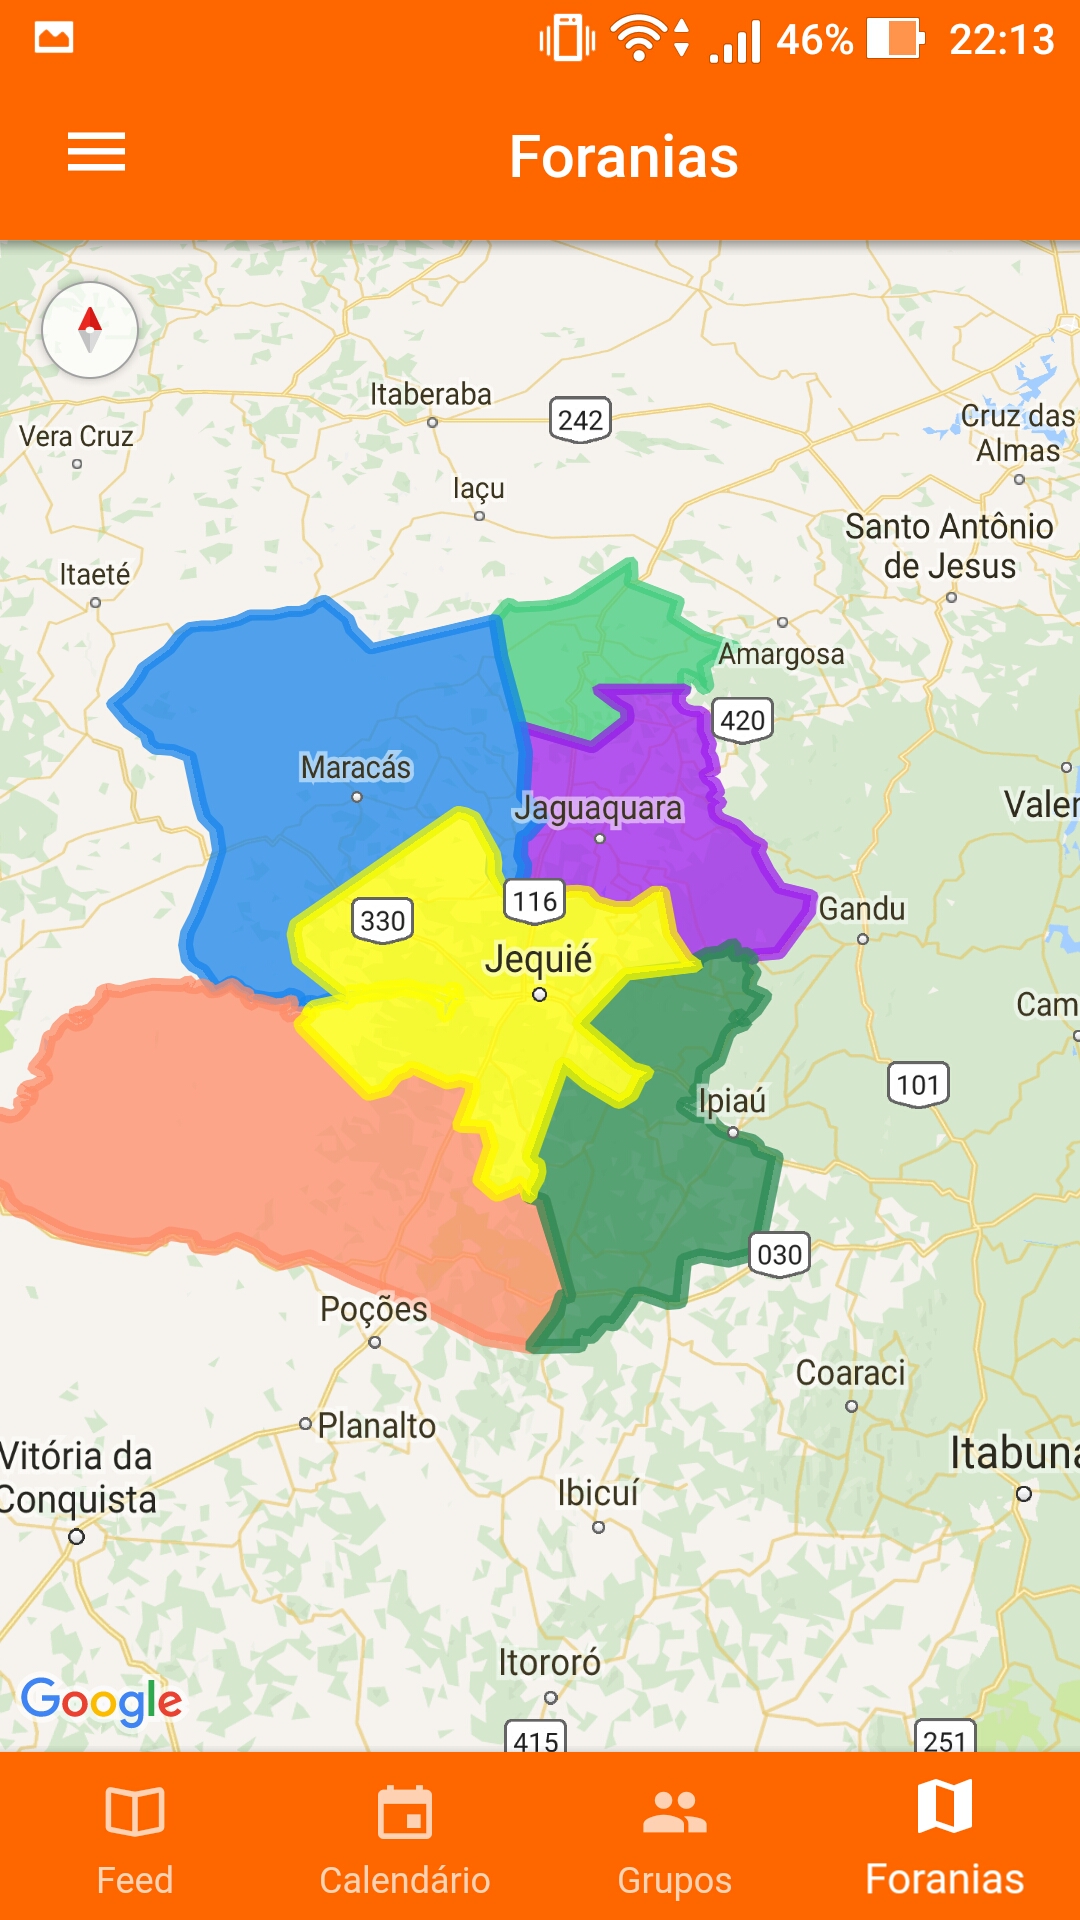 46% 22:13
Foranias
Itaberaba
242
Vera Cruz
Cruz das
Almas
Iaçu
Santo Antônio
de Jesus
Itaeté
Amargosa
420
Maracás
Jaguaquara
Valer
116
330
Gandu
Jequié
Cam
101
Ipiaú
030
Poções
Coaraci
Planalto
Vitória da
Conquista
Itabuna
Ibicuí
Itororó
Google
415
251
Feed Calendário Grupos Foranias